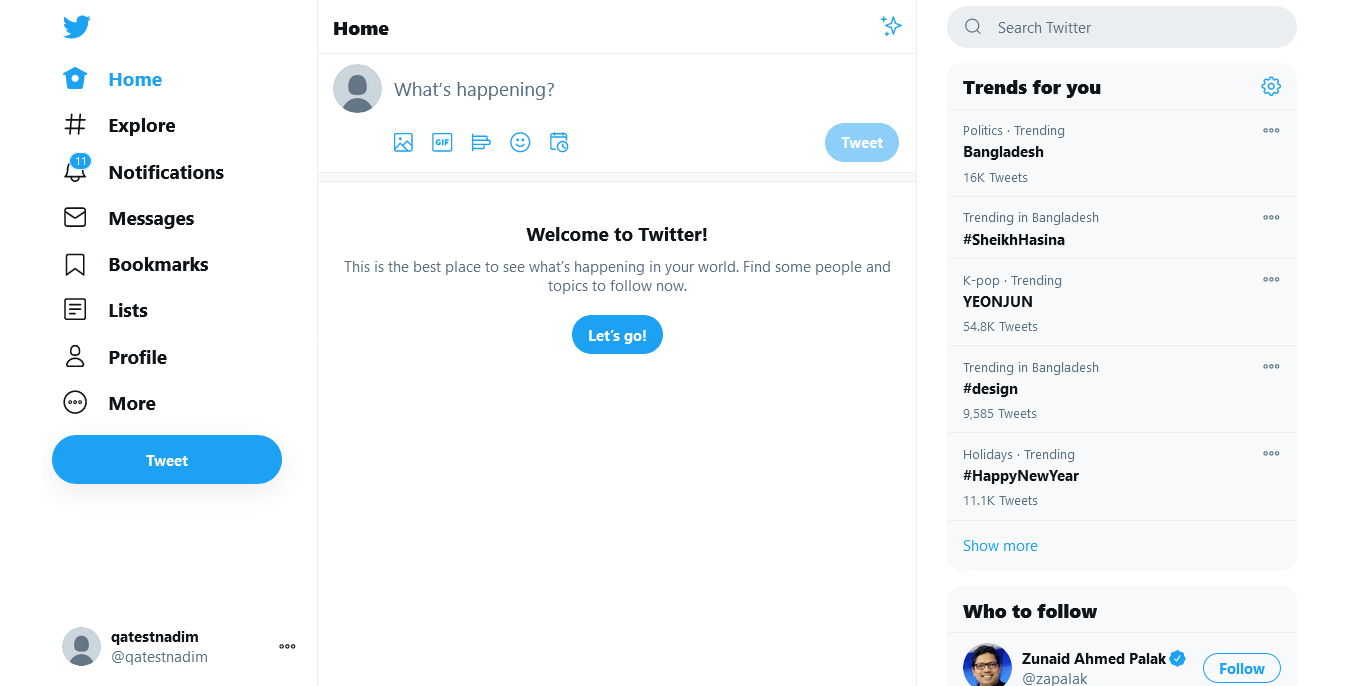 Home
Explore
11
Notifications
Messages
Bookmarks
Lists
Profile
More
Tweet
qatestnadim
@qatestnadim
Home
What's happening?
GIF
Tweet
Welcome to Twitter!
This is the best place to see what's happening in your world. Find some people and
topics to follow now.
Let's go!
Search Twitter
Trends for you
Politics · Trending
Bangladesh
16K Tweets
Trending in Bangladesh
#SheikhHasina
K-pop · Trending
YEONJUN
54.8K Tweets
Trending in Bangladesh
#design
9,585 Tweets
Holidays · Trending
#HappyNewYear
11.1K Tweets
Show more
Who to follow
Zunaid Ahmed Palak
@zapalak
Follow